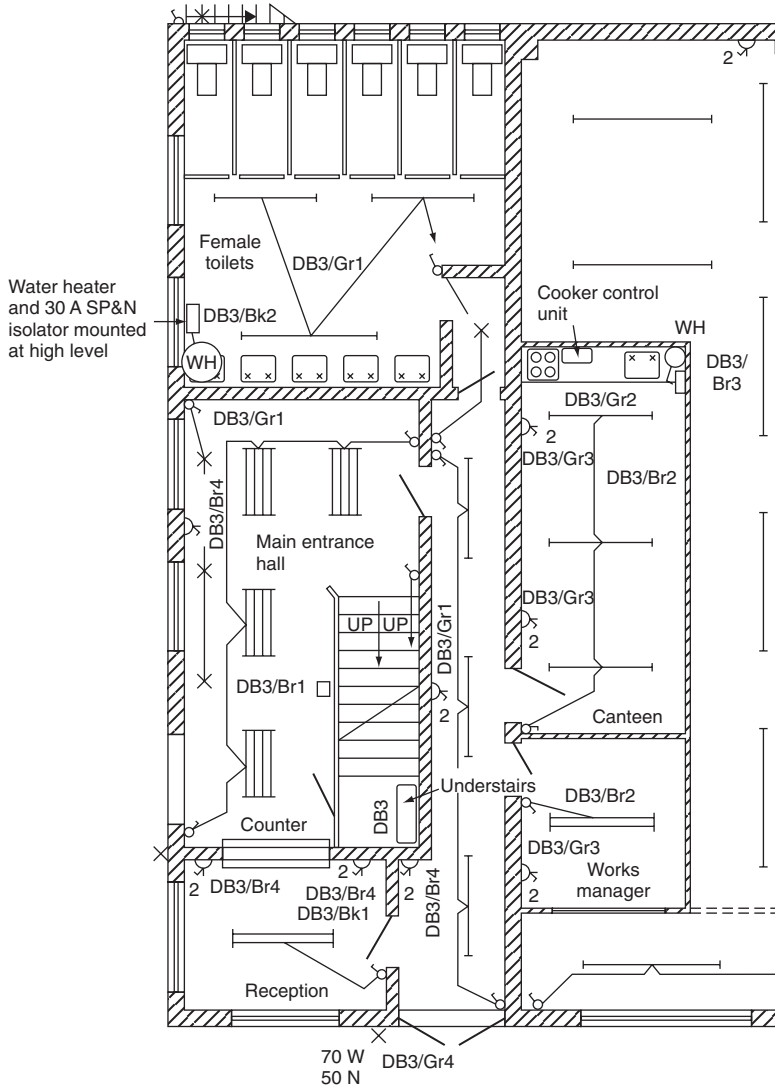 2
Female
toilets
DB3/Gr1
Water heater
and 30 A SP&N
isolator mounted
at high level
DB3/Bk2
WH
Cooker control
unit
WH
DB3/
Br3
DB3/Gr1
DB3/Gr2
2
DB3/Gr3
DB3/Br2
DB3/Br4
Main entrance
hall
UP
UP
DB3/Gr1
DB3/Gr3
2
DB3/Br1
2
Canteen
Understairs
DB3
DB3/Br2
Counter
DB3/Gr3
Works
manager
2
2
DB3/Br4
2
DB3/Br4
DB3/Bk1
2
DB3/Br4
Reception
70 W
50 N
DB3/Gr4